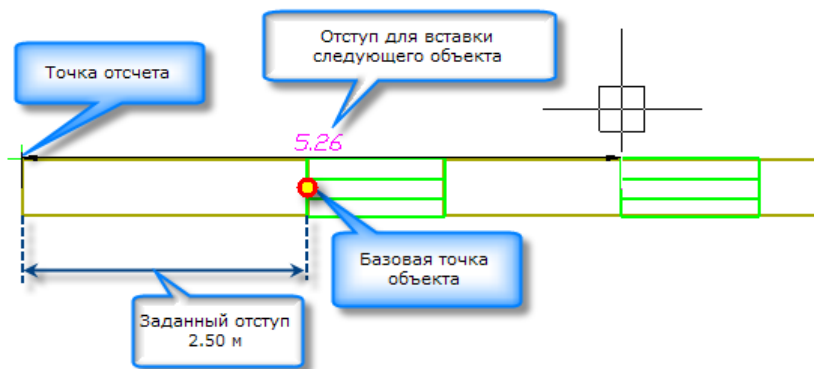 Отступ для вставки
следующего объекта
Точка отсчета
5.26
Базовая точка
объекта
Заданный отступ
2.50 м